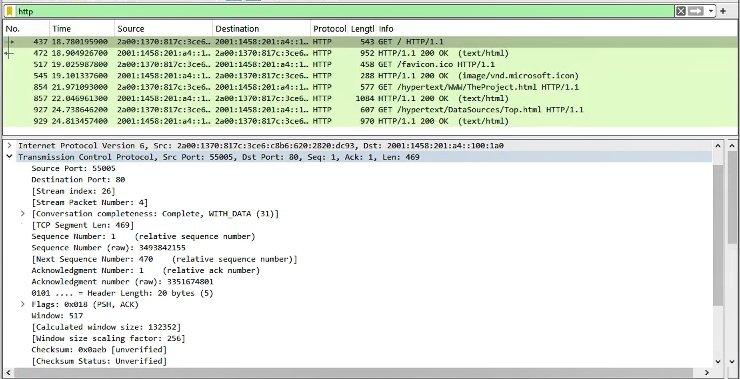 http
No. Time Source Destination Protocol Lengtl Info
437 18.780195900 2a00:1370:817c:3ce6… 2001:1458:201:a4::1… HTTP 543 GET / HTTP/1.1
472 18.904926700 2001:1458:201:a4::1… 2a00:1370:817c:3ce6… HTTP 952 HTTP/1.1 200 OK (text/html)
517 19.025987800 2a00:1370:817c:3ce6… 2001:1458:201:a4::1… HTTP 458 GET /favicon.ico HTTP/1.1
545 19.101337600 2001:1458:201:a4::1… 2a00:1370:817c:3ce6… HTTP 288 HTTP/1.1 200 OK (image/vnd.microsoft.icon)
854 21.971093000 2a00:1370:817c:3ce6… 2001:1458:201:a4::1… HTTP 577 GET /hypertext/WWW/TheProject.html HTTP/1.1
857 22.046961300 2001:1458:201:a4::1… 2a00:1370:817c:3ce6… HTTP 1084 HTTP/1.1 200 OK (text/html)
927 24.738646200 2a00:1370:817c:3ce6… 2001:1458:201:a4::1… HTTP 607 GET /hypertext/DataSources/Top.html HTTP/1.1
929 24.813457400 2001:1458:201:a4::1… 2a00:1370:817c:3ce6… HTTP 970 HTTP/1.1 200 OK (text/html)
Internet Protocol Version 6, Src: 2a00:1370:817c:3ce6:c8b6:620:2820:dc93, Dst: 2001:1458:201:a4::100:1a0
Transmission Control Protocol, Src Port: 55005, Dst Port: 80, Seq: 1, Ack: 1, Len: 469
Source Port: 55005
Destination Port: 80
[Stream index: 26]
[Stream Packet Number: 4]
[Conversation completeness: Complete, WITH_DATA (31)]
[TCP Segment Len: 469]
Sequence Number: 1 (relative sequence number)
Sequence Number (raw): 3493842155
[Next Sequence Number: 470 (relative sequence number)]
Acknowledgment Number: 1 (relative ack number)
Acknowledgment number (raw): 3351674801
0101 .... = Header Length: 20 bytes (5)
Flags: 0x018 (PSH, ACK)
Window: 517
[Calculated window size: 132352]
[Window size scaling factor: 256]
Checksum: 0x0aeb [unverified]
[Checksum Status: Unverified]